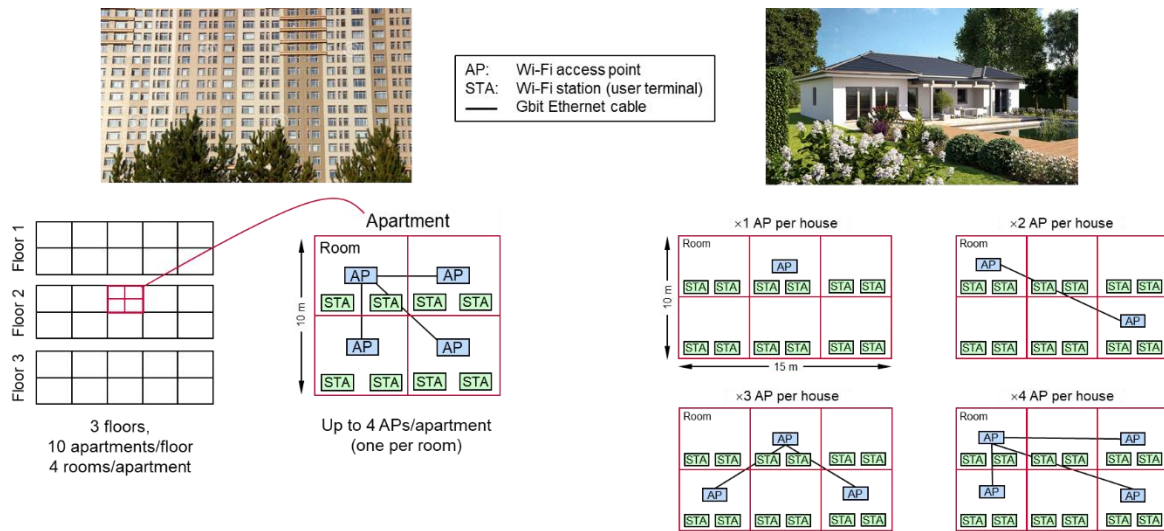 AP: Wi-Fi access point
STA: Wi-Fi station (user terminal)
Gbit Ethernet cable
Floor 1
Floor 2
Floor 3
3 floors,
10 apartments/floor
4 rooms/apartment
Apartment
Room
AP AP
STA STA STA STA
AP AP
STA STA STA STA
10 m
Up to 4 APs/apartment
(one per room)
×1 AP per house
Room
AP
STA STA STA STA STA STA
STA STA STA STA STA STA
10 m
15 m
×2 AP per house
Room
AP
STA STA STA STA STA STA
AP
STA STA STA STA STA STA
×3 AP per house
Room
AP
STA STA STA STA STA STA
AP AP
STA STA STA STA STA STA
×4 AP per house
Room
AP AP
STA STA STA STA STA STA
AP AP
STA STA STA STA STA STA